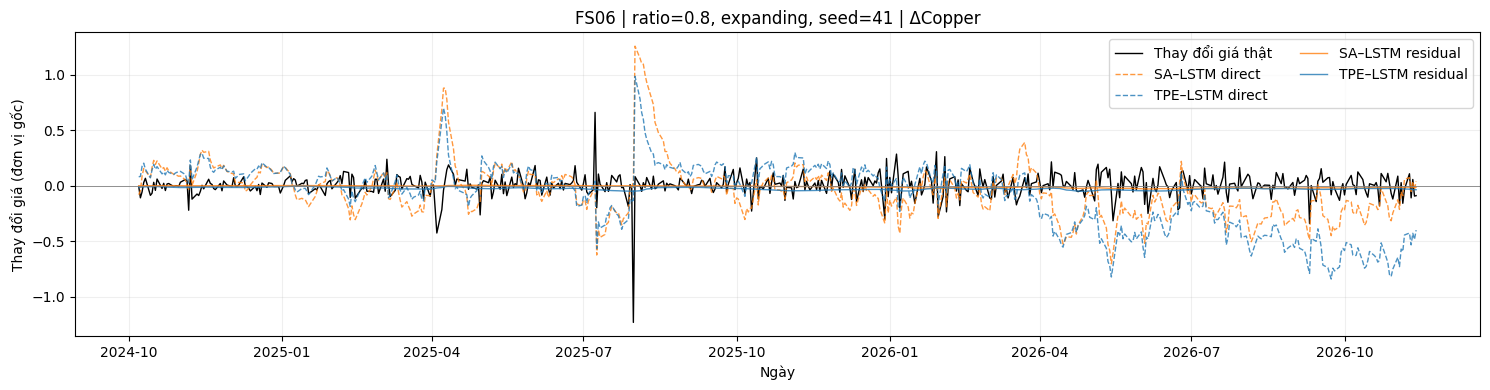 FS06 | ratio=0.8, expanding, seed=41 | ΔCopper
Thay đổi giá (đơn vị gốc)
1.0
0.5
0.0
−0.5
−1.0
Thay đổi giá thật
SA–LSTM direct
TPE–LSTM direct
SA–LSTM residual
TPE–LSTM residual
2024-10 2025-01 2025-04 2025-07 2025-10 2026-01 2026-04 2026-07 2026-10
Ngày